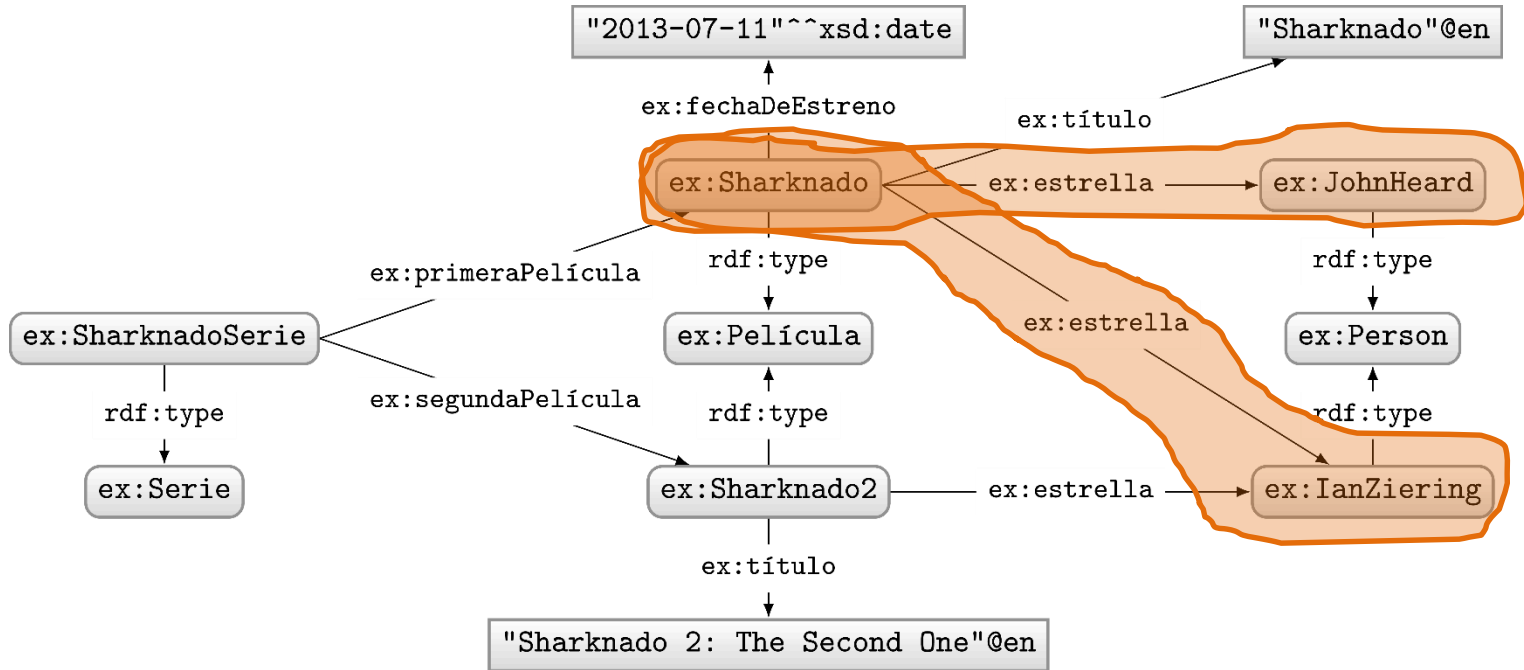 "2013-07-11"^^xsd:date
"Sharknado"@en
ex:fechaDeEstreno
ex:título
ex:Sharknado
ex:estrella
ex:JohnHeard
ex:primeraPelícula
rdf:type
rdf:type
ex:SharknadoSerie
ex:Película
ex:estrella
ex:Person
rdf:type
ex:segundaPelícula
rdf:type
rdf:type
ex:Serie
ex:Sharknado2
ex:estrella
ex:IanZiering
ex:título
"Sharknado 2: The Second One"@en